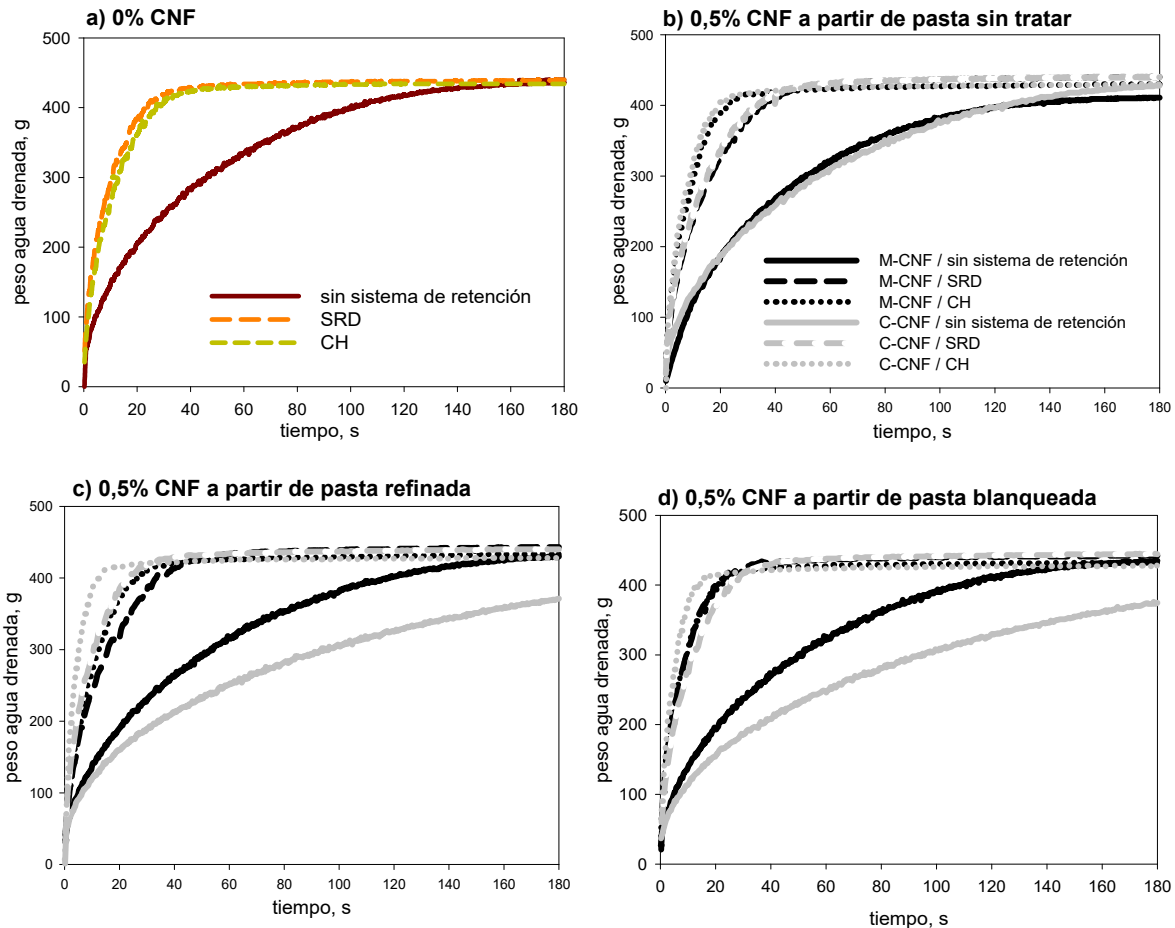 a) 0% CNF
500
400
300
200
100
0
peso agua drenada, g
sin sistema de retención
SRD
CH
0 20 40 60 80 100 120 140 160 180
tiempo, s
b) 0,5% CNF a partir de pasta sin tratar
500
400
300
200
100
0
peso agua drenada, g
M-CNF / sin sistema de retención
M-CNF / SRD
M-CNF / CH
C-CNF / sin sistema de retención
C-CNF / SRD
C-CNF / CH
0 20 40 60 80 100 120 140 160 180
tiempo, s
c) 0,5% CNF a partir de pasta refinada
500
400
300
200
100
0
peso agua drenada, g
0 20 40 60 80 100 120 140 160 180
tiempo, s
d) 0,5% CNF a partir de pasta blanqueada
500
400
300
200
100
0
peso agua drenada, g
0 20 40 60 80 100 120 140 160 180
tiempo, s